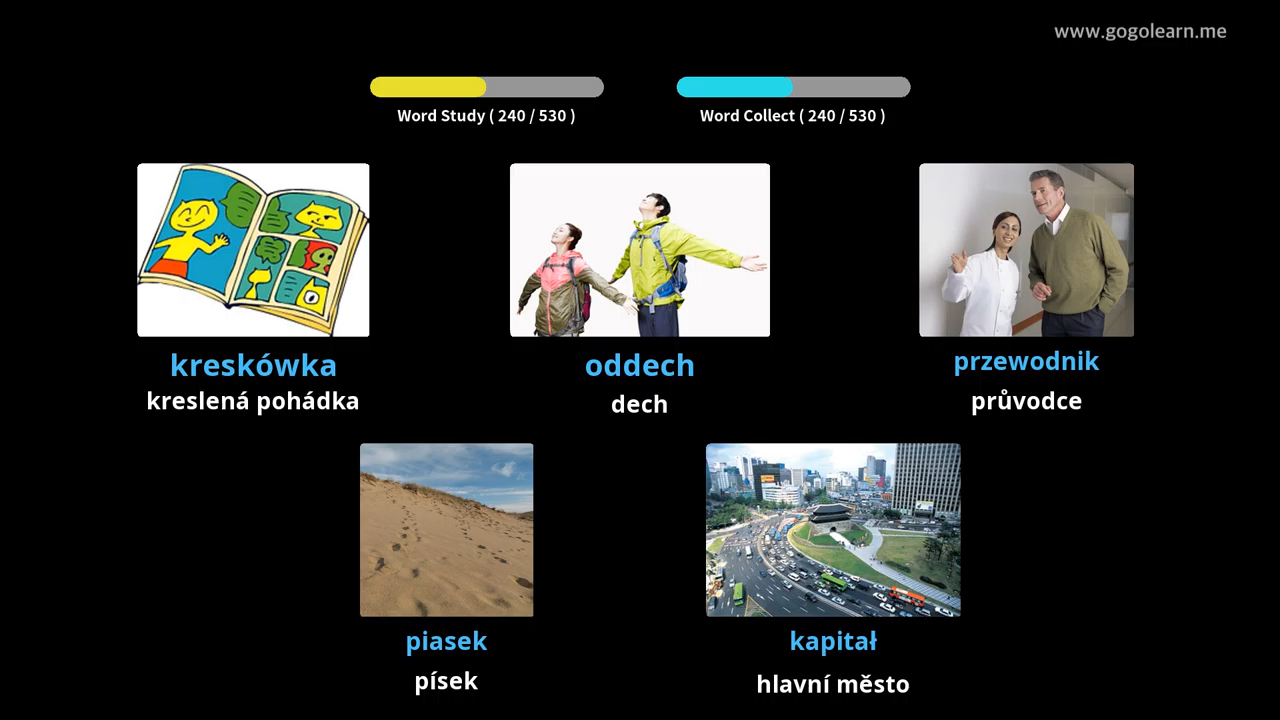 www.gogolearn.me
Word Study ( 240 / 530 )
Word Collect ( 240 / 530 )
kreskówka
kreslená pohádka
oddech
dech
przewodnik
průvodce
piasek
písek
kapitał
hlavní město